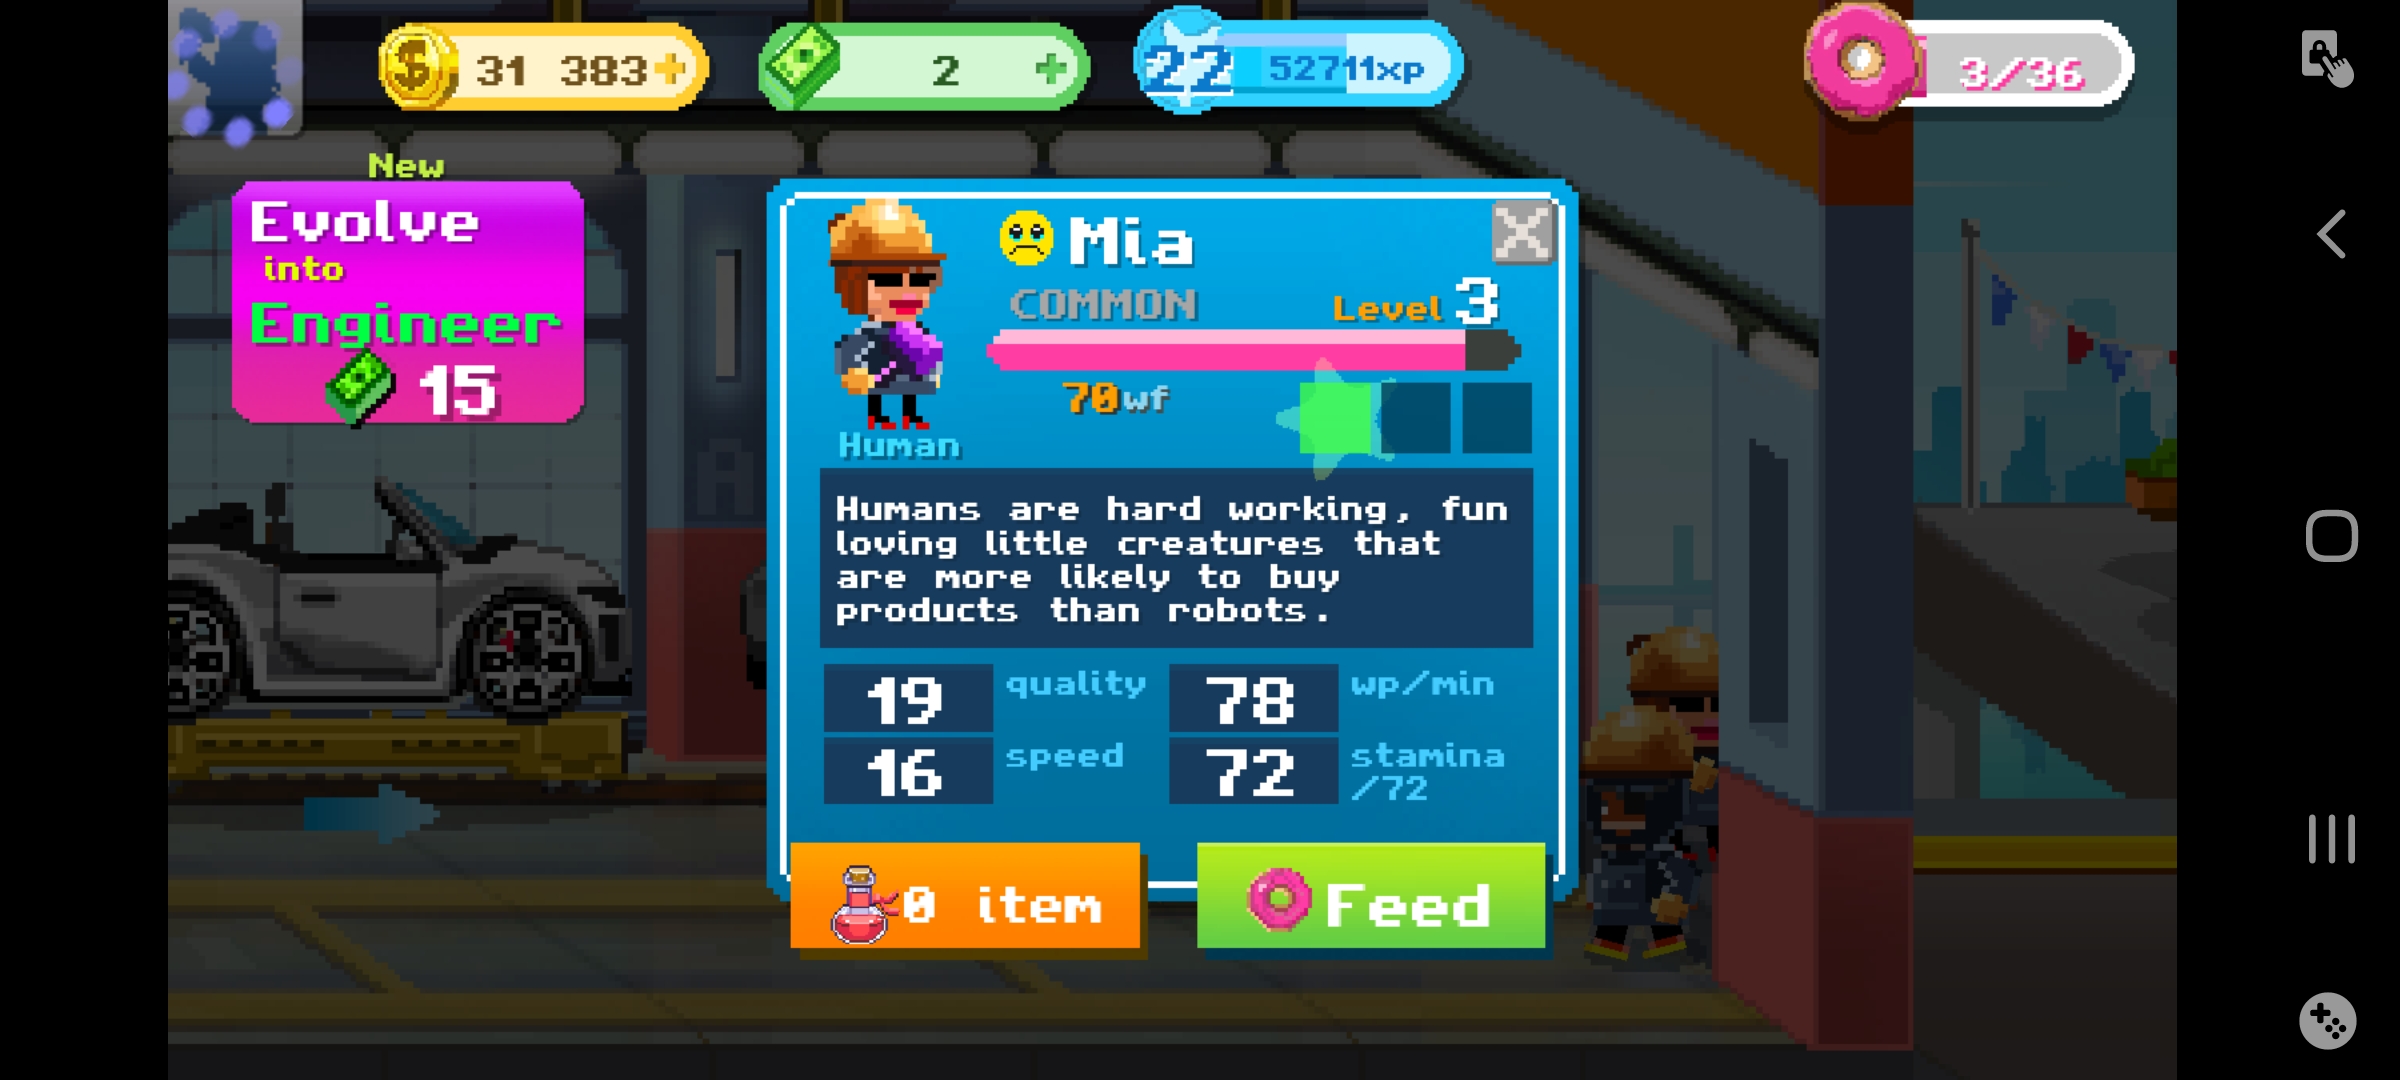 31 383
2
22 52711xp
3/36
New
Evolve
into
Engineer
15
Mia
COMMON
Level 3
70wf
Human
Humans are hard working, fun
loving little creatures that
are more likely to buy
products than robots.
19 quality 78 wp/min
16 speed 72 stamina
/72
0 item
Feed